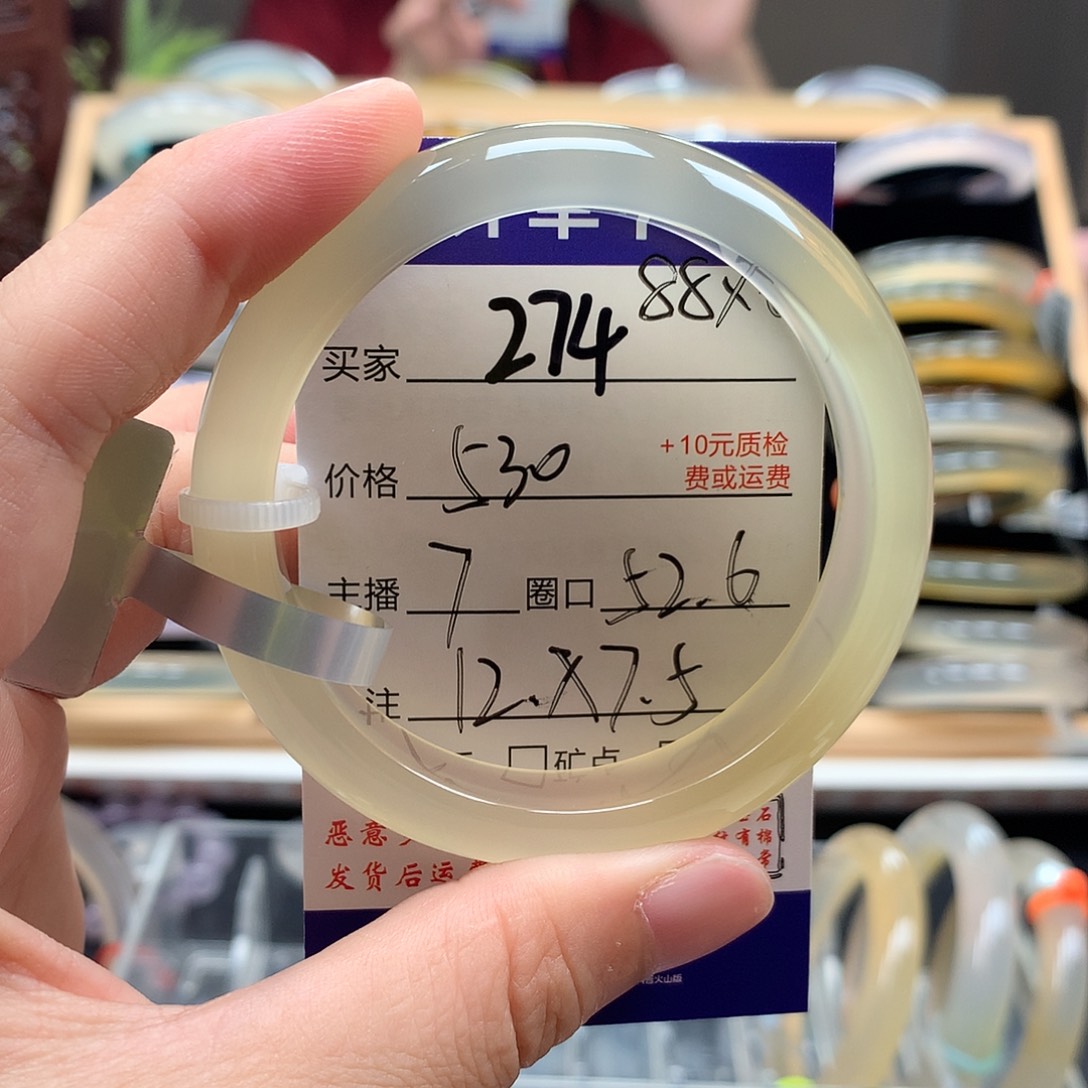 88x
买家 274
价格 530 +10元质检
费或运费
主播 7 圈口 52.6
注 12.X7.5
矿点
恶意
发货后运